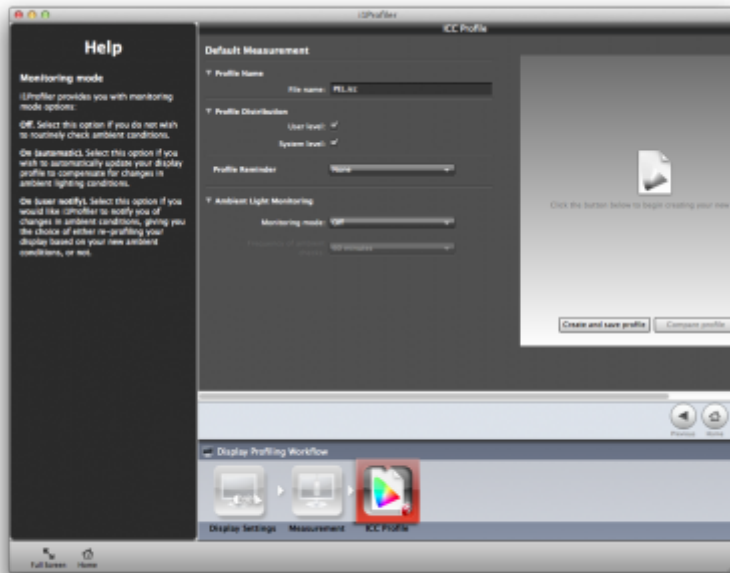 i1Profiler
ICC Profile
Help
Monitoring mode
i1Profiler provides you with monitoring
mode options:
Off. Select this option if you do not wish
to routinely check ambient conditions.
On (automatic). Select this option if you
wish to automatically update your display
profile to compensate for changes in
ambient lighting conditions.
On (user notify). Select this option if you
would like i1Profiler to notify you of
changes in ambient conditions, giving you
the choice of either re-profiling your
display based on your new ambient
conditions, or not.
Default Measurement
Profile Name
File name:
Profile Distribution
User level:
System level:
Profile Reminder None
Ambient Light Monitoring
Monitoring mode: Off
60 minutes
Click the button below to begin creating your new
Create and save profile Compare profile
Previous Home
Display Profiling Workflow
Display Settings Measurement ICC Profile
Full Screen Home